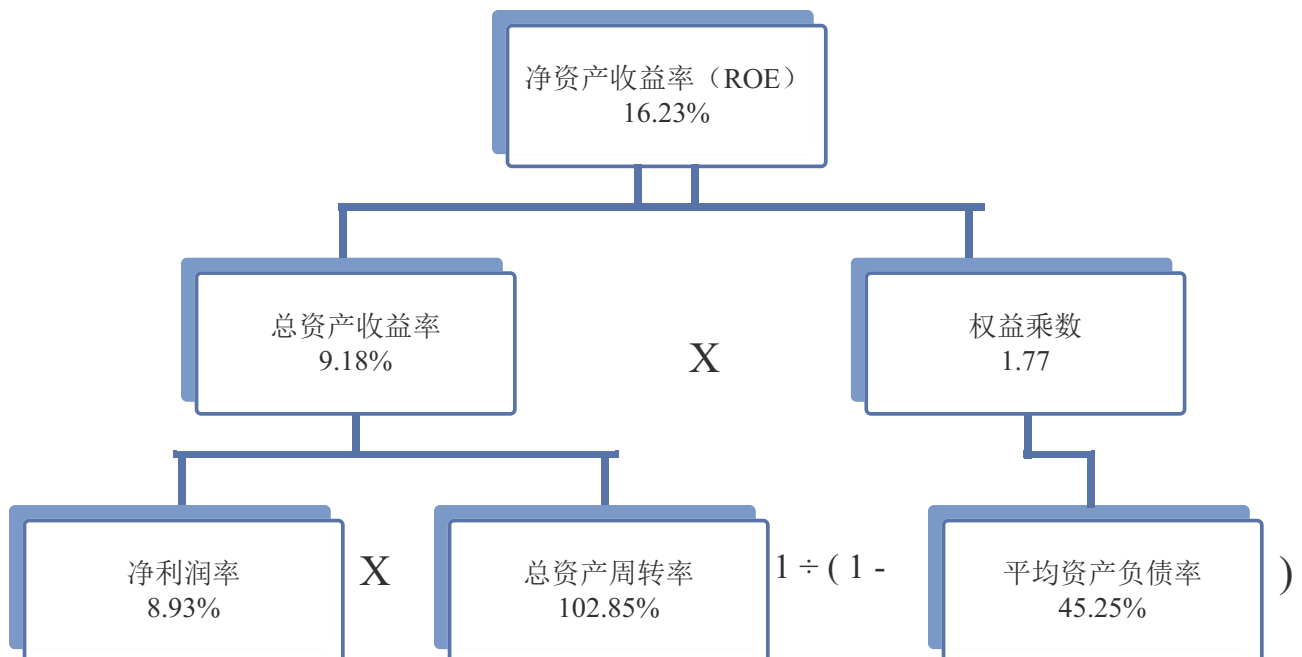 净资产收益率（ROE）
16.23%
总资产收益率
9.18%
X
权益乘数
1.77
净利润率
8.93%
X
总资产周转率
102.85%
1 ÷ ( 1 -
平均资产负债率
45.25%
)